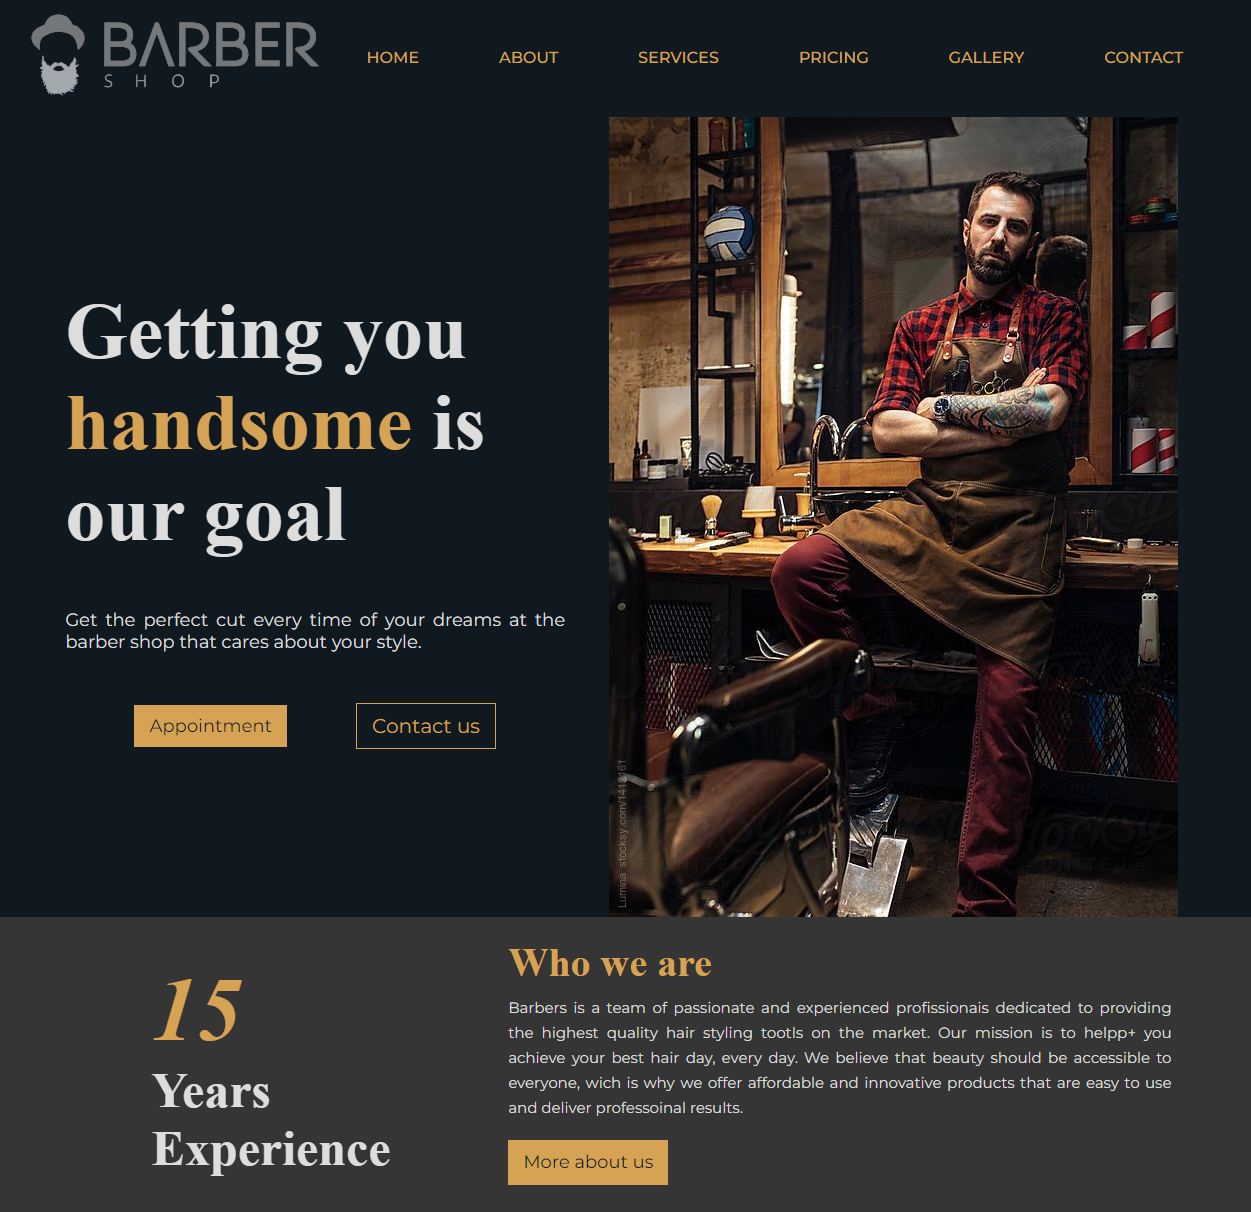 BARBER
SHOP
HOME ABOUT SERVICES PRICING GALLERY CONTACT
Getting you
handsome is
our goal
Get the perfect cut every time of your dreams at the
barber shop that cares about your style.
Appointment Contact us
Lumina stocksy.com/1412161
Stocksy
UNITED
15
Years
Experience
Who we are
Barbers is a team of passionate and experienced profissionais dedicated to providing
the highest quality hair styling tootls on the market. Our mission is to helpp+ you
achieve your best hair day, every day. We believe that beauty should be accessible to
everyone, wich is why we offer affordable and innovative products that are easy to use
and deliver professoinal results.
More about us